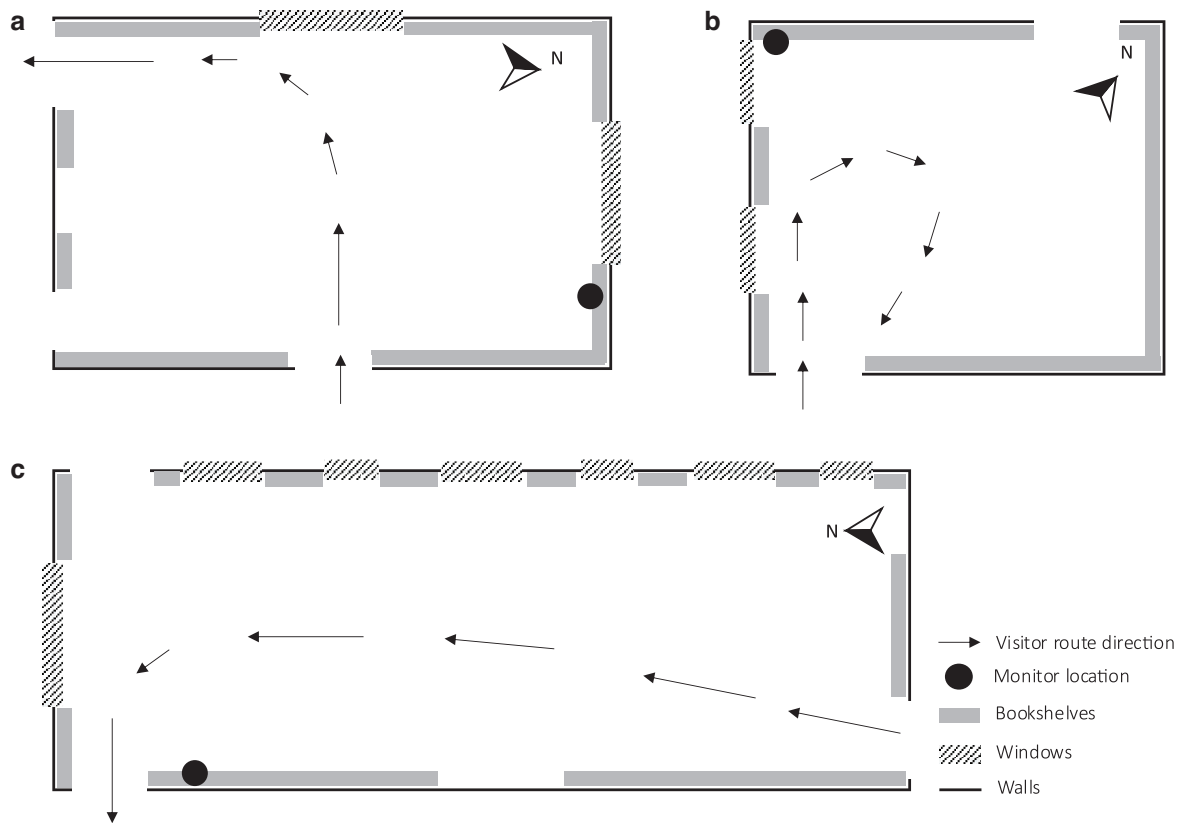 a
N
b
N
c
N
Visitor route direction
Monitor location
Bookshelves
Windows
Walls